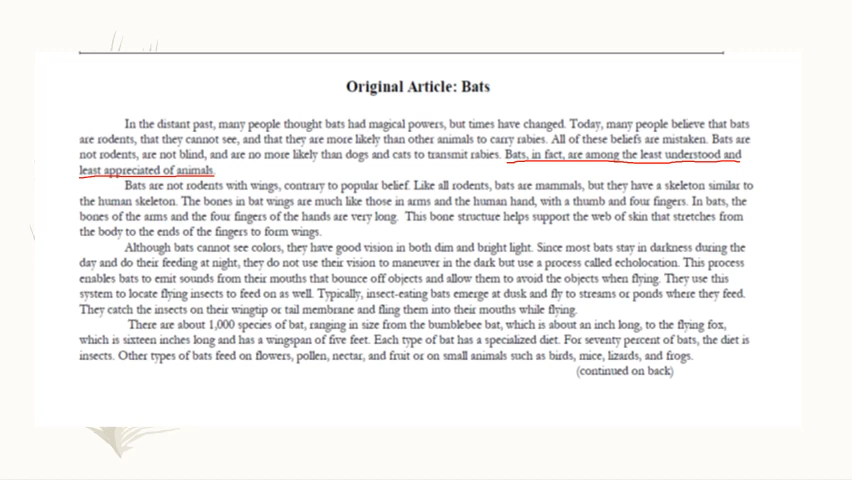 Original Article: Bats
In the distant past, many people thought bats had magical powers, but times have changed. Today, many people believe that bats
are rodents, that they cannot see, and that they are more likely than other animals to carry rabies. All of these beliefs are mistaken. Bats are
not rodents, are not blind, and are no more likely than dogs and cats to transmit rabies. Bats, in fact, are among the least understood and
least appreciated of animals.
Bats are not rodents with wings, contrary to popular belief. Like all rodents, bats are mammals, but they have a skeleton similar to
the human skeleton. The bones in bat wings are much like those in arms and the human hand, with a thumb and four fingers. In bats, the
bones of the arms and the four fingers of the hands are very long. This bone structure helps support the web of skin that stretches from
the body to the ends of the fingers to form wings.
Although bats cannot see colors, they have good vision in both dim and bright light. Since most bats stay in darkness during the
day and do their feeding at night, they do not use their vision to maneuver in the dark but use a process called echolocation. This process
enables bats to emit sounds from their mouths that bounce off objects and allow them to avoid the objects when flying. They use this
system to locate flying insects to feed on as well. Typically, insect-eating bats emerge at dusk and fly to streams or ponds where they feed.
They catch the insects on their wingtip or tail membrane and fling them into their mouths while flying.
There are about 1,000 species of bat, ranging in size from the bumblebee bat, which is about an inch long, to the flying fox,
which is sixteen inches long and has a wingspan of five feet. Each type of bat has a specialized diet. For seventy percent of bats, the diet is
insects. Other types of bats feed on flowers, pollen, nectar, and fruit or on small animals such as birds, mice, lizards, and frogs.
(continued on back)